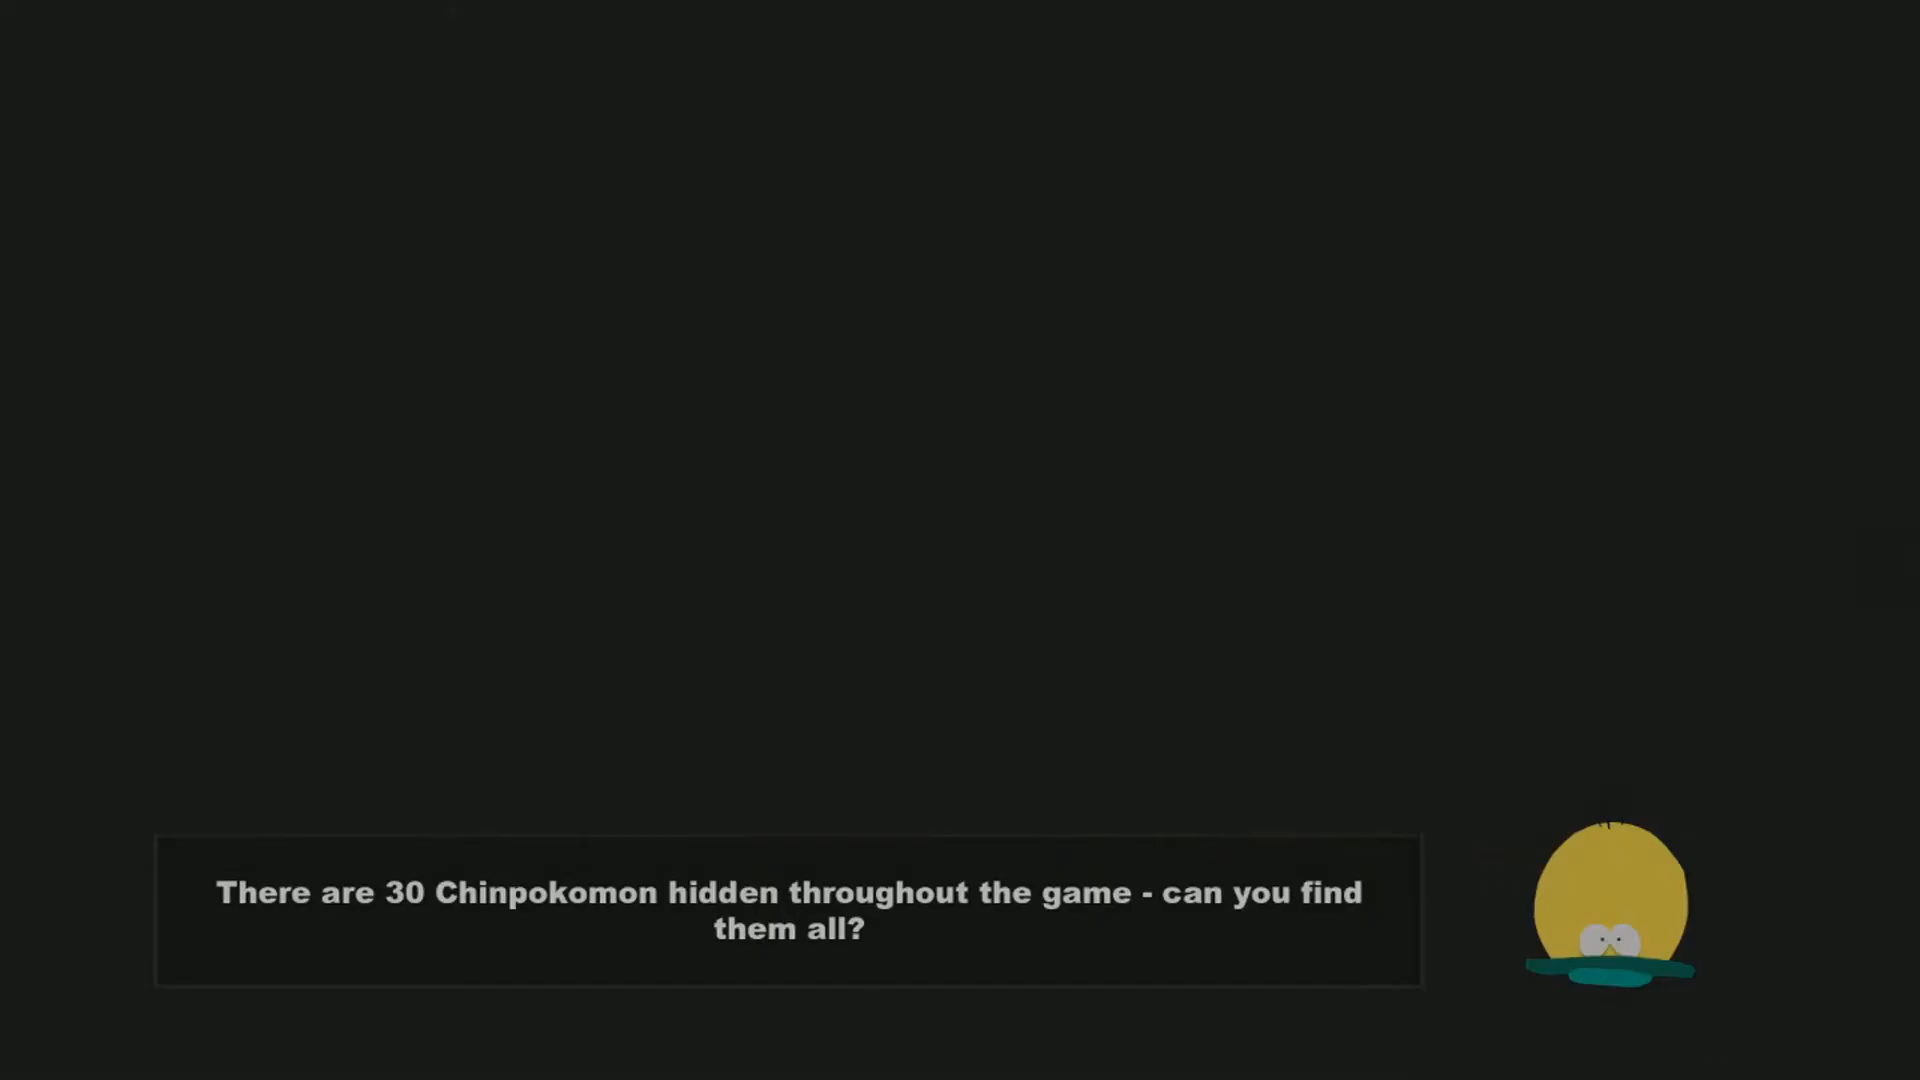 There are 30 Chinpokomon hidden throughout the game - can you find
them all?